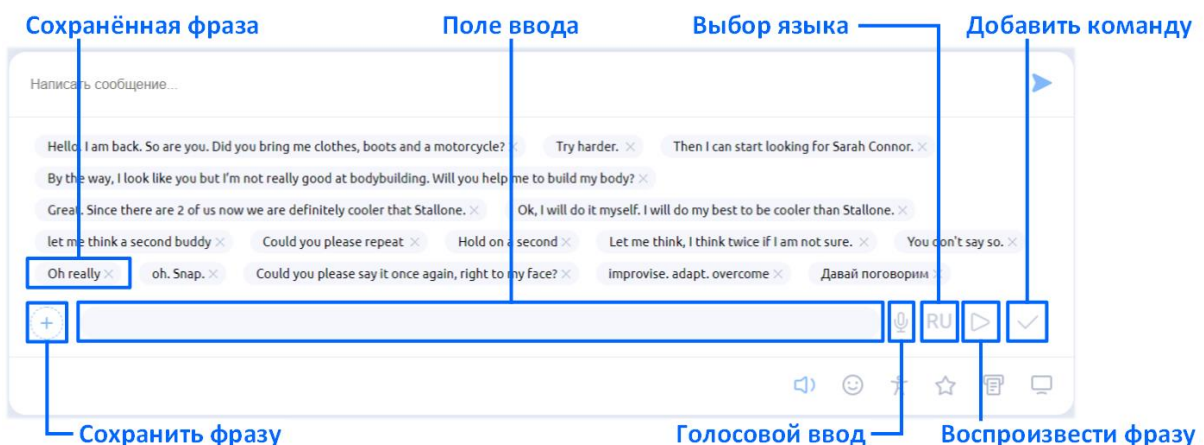 Сохранённая фраза Поле ввода Выбор языка Добавить команду
Написать сообщение...
Hello. I am back. So are you. Did you bring me clothes, boots and a motorcycle? Try harder. Then I can start looking for Sarah Connor.
By the way, I look like you but I'm not really good at bodybuilding. Will you help me to build my body?
Great. Since there are 2 of us now we are definitely cooler that Stallone. Ok, I will do it myself. I will do my best to be cooler than Stallone.
let me think a second buddy Could you please repeat Hold on a second Let me think, I think twice if I am not sure. You don't say so.
Oh really oh. Snap. Could you please say it once again, right to my face? improvise. adapt. overcome Давай поговорим
RU
Сохранить фразу Голосовой ввод Воспроизвести фразу